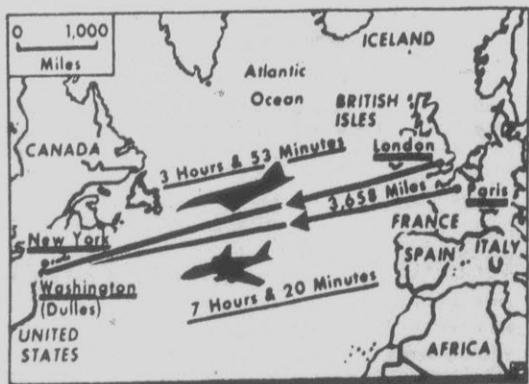 0 1,000
Miles
ICELAND
Atlantic
Ocean
BRITISH
ISLES
London
CANADA
3 Hours & 53 Minutes
3,658 Miles
Paris
New York
FRANCE
SPAIN
ITALY
Washington
(Dulles)
7 Hours & 20 Minutes
UNITED
STATES
AFRICA